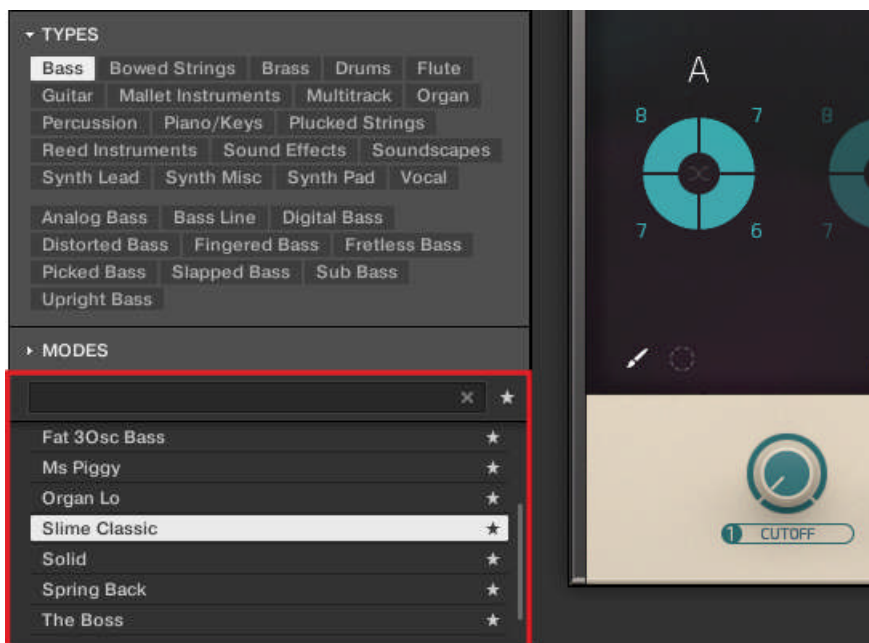 TYPES
Bass Bowed Strings Brass Drums Flute
Guitar Mallet Instruments Multitrack Organ
Percussion Piano/Keys Plucked Strings
Reed Instruments Sound Effects Soundscapes
Synth Lead Synth Misc Synth Pad Vocal
Analog Bass Bass Line Digital Bass
Distorted Bass Fingered Bass Fretless Bass
Picked Bass Slapped Bass Sub Bass
Upright Bass
MODES
Fat 3Osc Bass
Ms Piggy
Organ Lo
Slime Classic
Solid
Spring Back
The Boss
A
8 7 8
7 6 7
1 CUTOFF